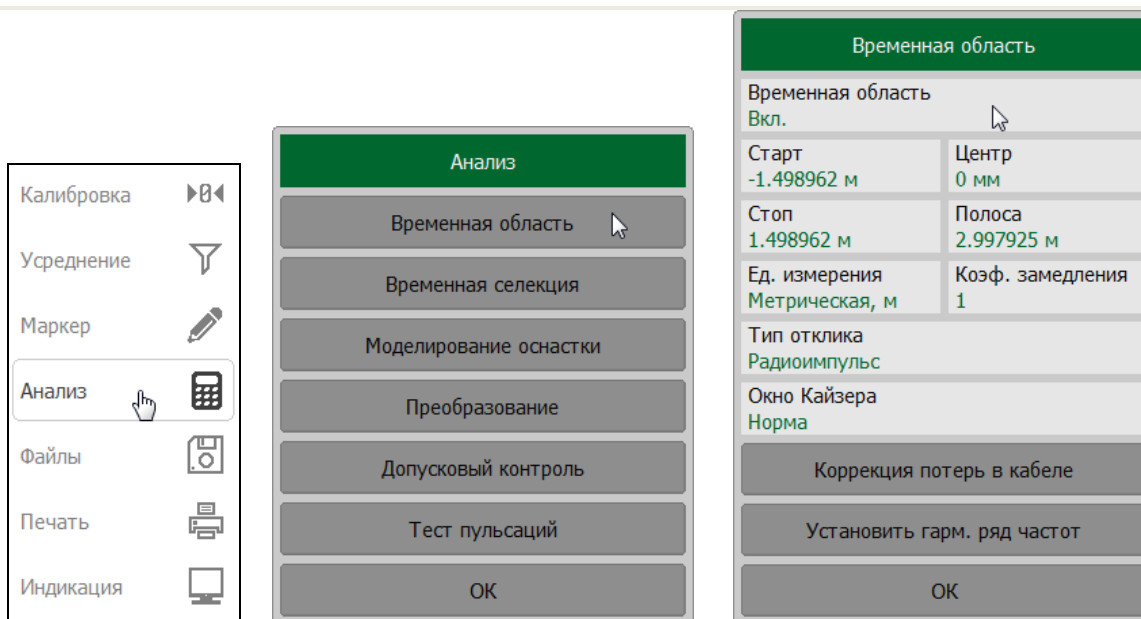 Калибровка
Усреднение
Маркер
Анализ
Файлы
Печать
Индикация
Анализ
Временная область
Временная селекция
Моделирование оснастки
Преобразование
Допусковый контроль
Тест пульсаций
ОК
Временная область
Временная область
Вкл.
Старт
-1.498962 м
Центр
0 мм
Стоп
1.498962 м
Полоса
2.997925 м
Ед. измерения
Метрическая, м
Коэф. замедления
1
Тип отклика
Радиоимпульс
Окно Кайзера
Норма
Коррекция потерь в кабеле
Установить гарм. ряд частот
ОК